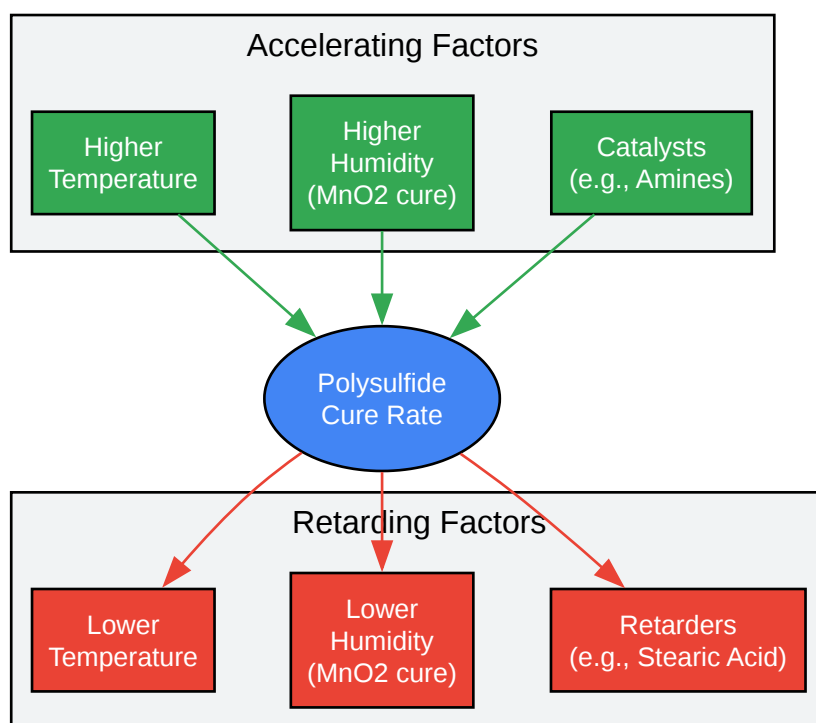 Accelerating Factors
Higher
Temperature
Higher
Humidity
(MnO2 cure)
Catalysts
(e.g., Amines)
Polysulfide
Cure Rate
Retarding Factors
Lower
Temperature
Lower
Humidity
(MnO2 cure)
Retarders
(e.g., Stearic Acid)